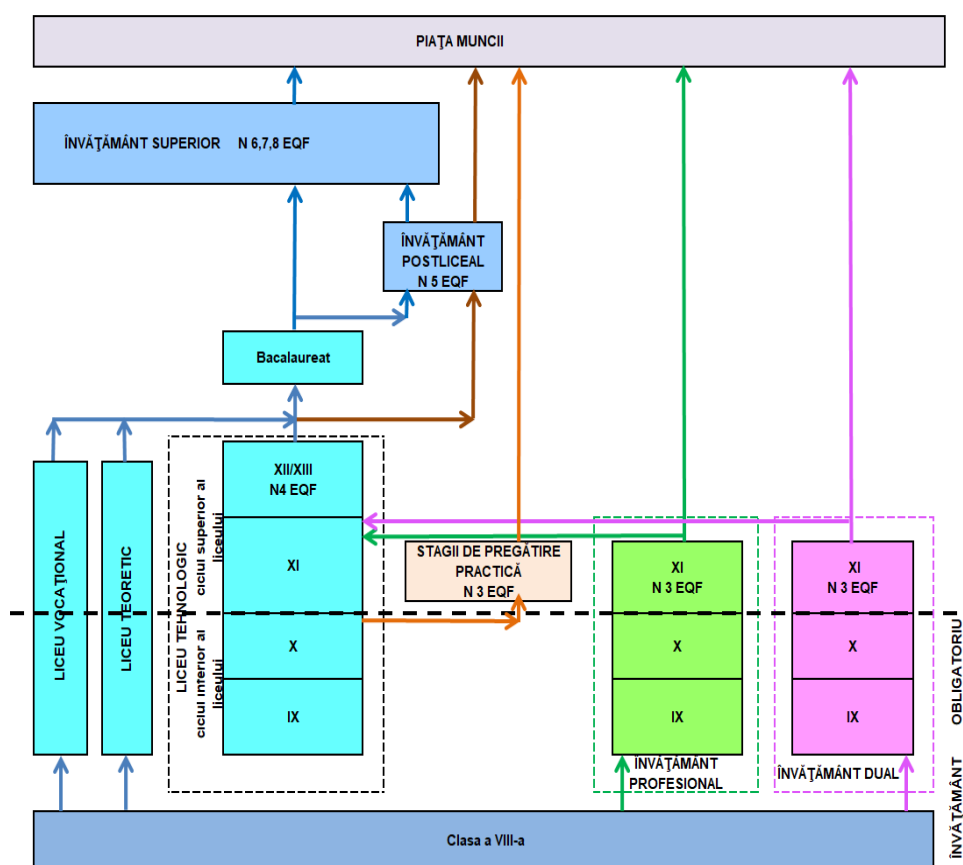 PIAŢA MUNCII
ÎNVĂŢĂMÂNT SUPERIOR N 6,7,8 EQF
ÎNVĂŢĂMÂNT
POSTLICEAL
N 5 EQF
Bacalaureat
LICEU VOCAŢIONAL
LICEU TEORETIC
LICEU TEHNOLOGIC
ciclul superior al
liceului
ciclul inferior al
liceului
XII/XIII
N4 EQF
XI
X
IX
STAGII DE PREGĂTIRE
PRACTICĂ
N 3 EQF
XI
N 3 EQF
X
IX
ÎNVĂŢĂMÂNT
PROFESIONAL
XI
N 3 EQF
X
IX
ÎNVĂŢĂMÂNT DUAL
ÎNVĂŢĂMÂNT OBLIGATORIU
Clasa a VIII-a